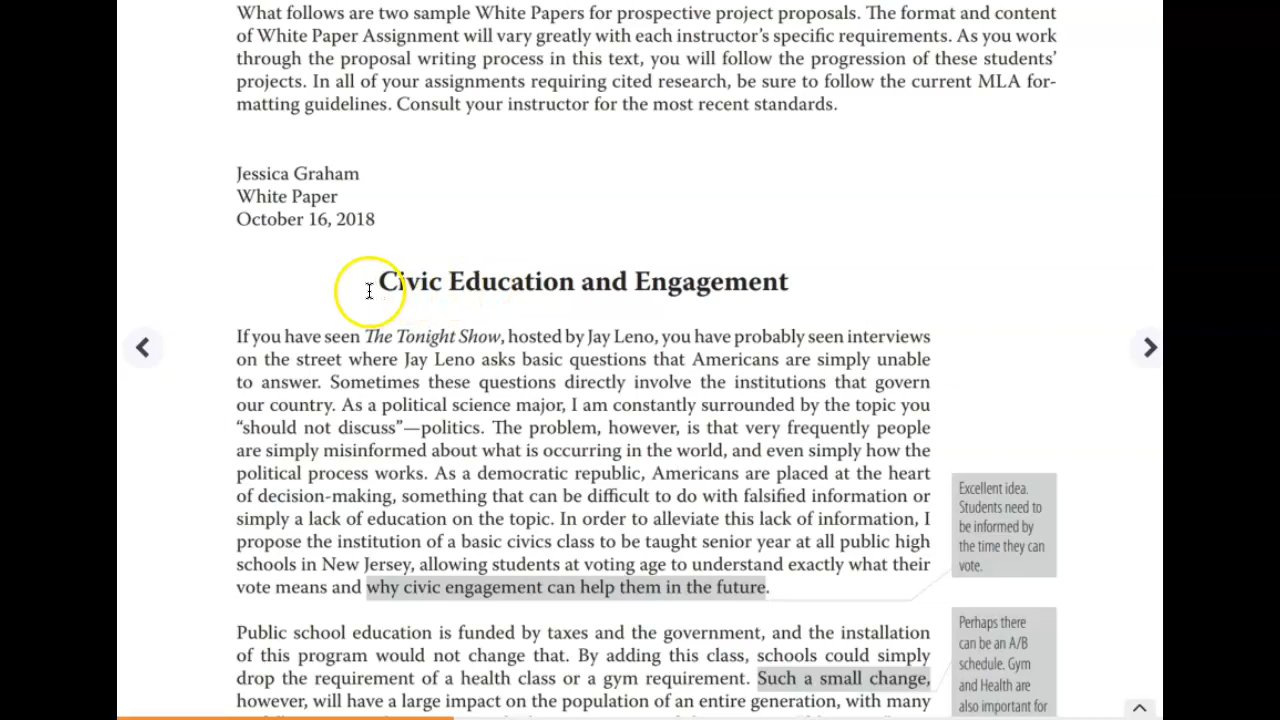 What follows are two sample White Papers for prospective project proposals. The format and content
of White Paper Assignment will vary greatly with each instructor’s specific requirements. As you work
through the proposal writing process in this text, you will follow the progression of these students’
projects. In all of your assignments requiring cited research, be sure to follow the current MLA for-
matting guidelines. Consult your instructor for the most recent standards.
Jessica Graham
White Paper
October 16, 2018
Civic Education and Engagement
If you have seen The Tonight Show, hosted by Jay Leno, you have probably seen interviews
on the street where Jay Leno asks basic questions that Americans are simply unable
to answer. Sometimes these questions directly involve the institutions that govern
our country. As a political science major, I am constantly surrounded by the topic you
“should not discuss”—politics. The problem, however, is that very frequently people
are simply misinformed about what is occurring in the world, and even simply how the
political process works. As a democratic republic, Americans are placed at the heart
of decision-making, something that can be difficult to do with falsified information or
simply a lack of education on the topic. In order to alleviate this lack of information, I
propose the institution of a basic civics class to be taught senior year at all public high
schools in New Jersey, allowing students at voting age to understand exactly what their
vote means and why civic engagement can help them in the future.
Excellent idea.
Students need to
be informed by
the time they can
vote.
Public school education is funded by taxes and the government, and the installation
of this program would not change that. By adding this class, schools could simply
drop the requirement of a health class or a gym requirement. Such a small change,
however, will have a large impact on the population of an entire generation, with many
Perhaps there
can be an A/B
schedule. Gym
and Health are
also important for